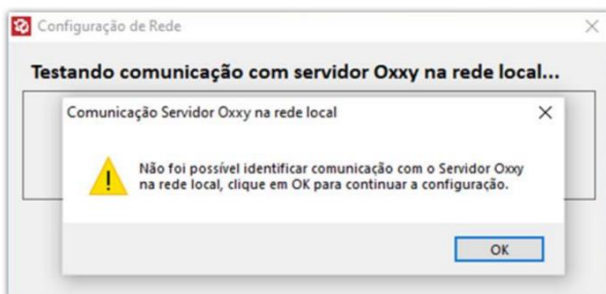 Configuração de Rede
Testando comunicação com servidor Oxxy na rede local...
Comunicação Servidor Oxxy na rede local
Não foi possível identificar comunicação com o Servidor Oxxy
na rede local, clique em OK para continuar a configuração.
OK